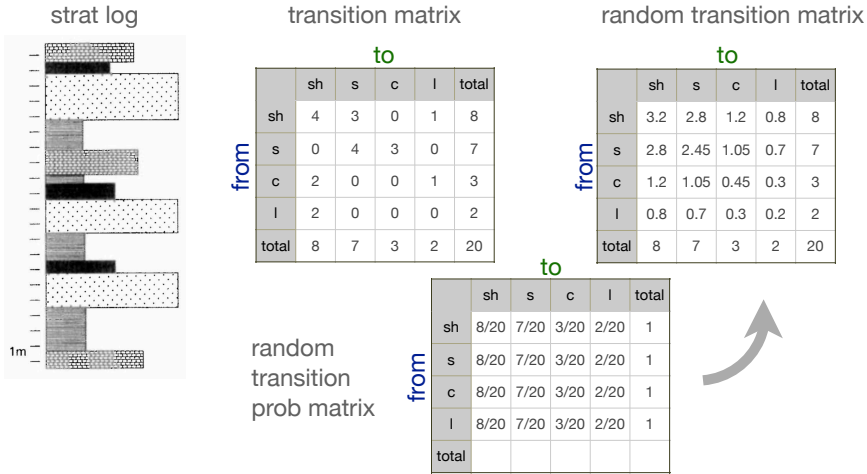 strat log
transition matrix
random transition matrix
1m
to
from
sh s c l total
sh 4 3 0 1 8
s 0 4 3 0 7
c 2 0 0 1 3
l 2 0 0 0 2
total 8 7 3 2 20
to
from
sh s c l total
sh 3.2 2.8 1.2 0.8 8
s 2.8 2.45 1.05 0.7 7
c 1.2 1.05 0.45 0.3 3
l 0.8 0.7 0.3 0.2 2
total 8 7 3 2 20
random
transition
prob matrix
to
from
sh s c l total
sh 8/20 7/20 3/20 2/20 1
s 8/20 7/20 3/20 2/20 1
c 8/20 7/20 3/20 2/20 1
l 8/20 7/20 3/20 2/20 1
total